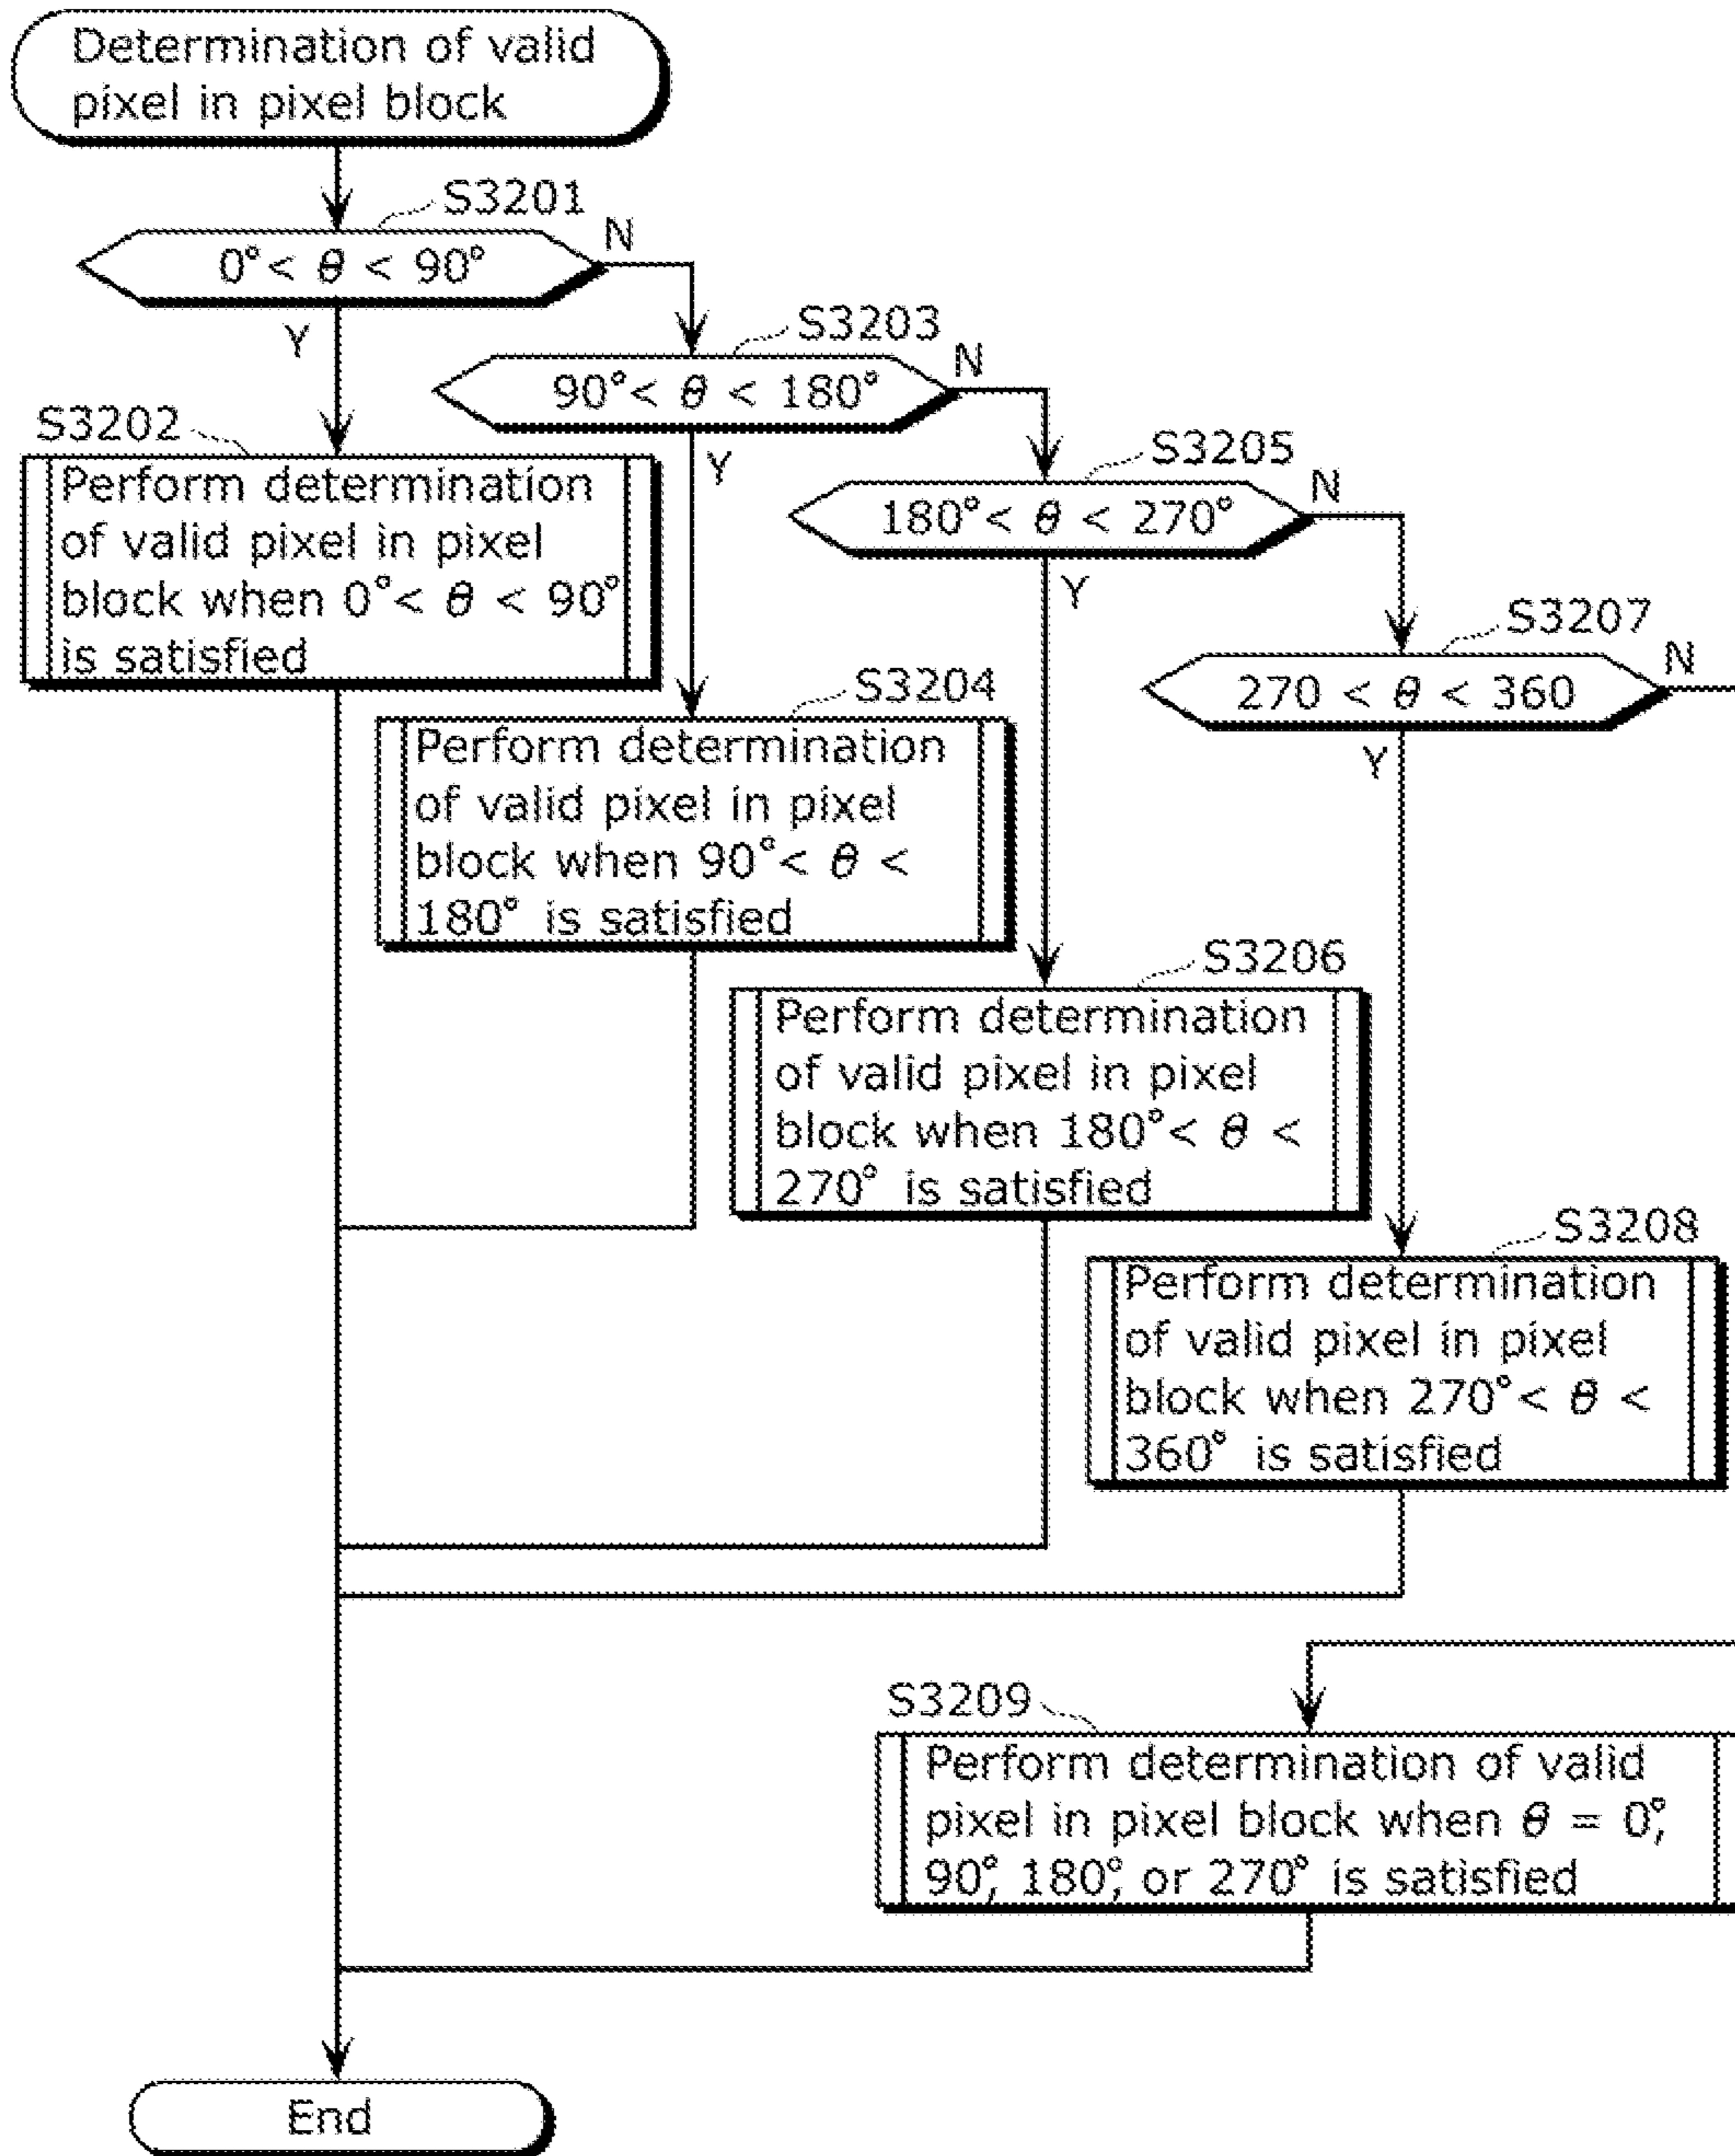 Determination of valid
pixel in pixel block
S3201
0°< θ < 90°
N
Y
S3203
90°< θ < 180°
N
Y
S3202
Perform determination
of valid pixel in pixel
block when 0°< θ < 90°
is satisfied
S3205
180°< θ < 270°
N
Y
S3207
270 < θ < 360
N
Y
S3204
Perform determination
of valid pixel in pixel
block when 90°< θ <
180° is satisfied
S3206
Perform determination
of valid pixel in pixel
block when 180°< θ <
270° is satisfied
S3208
Perform determination
of valid pixel in pixel
block when 270°< θ <
360° is satisfied
S3209
Perform determination of valid
pixel in pixel block when θ = 0°,
90°, 180°, or 270° is satisfied
End